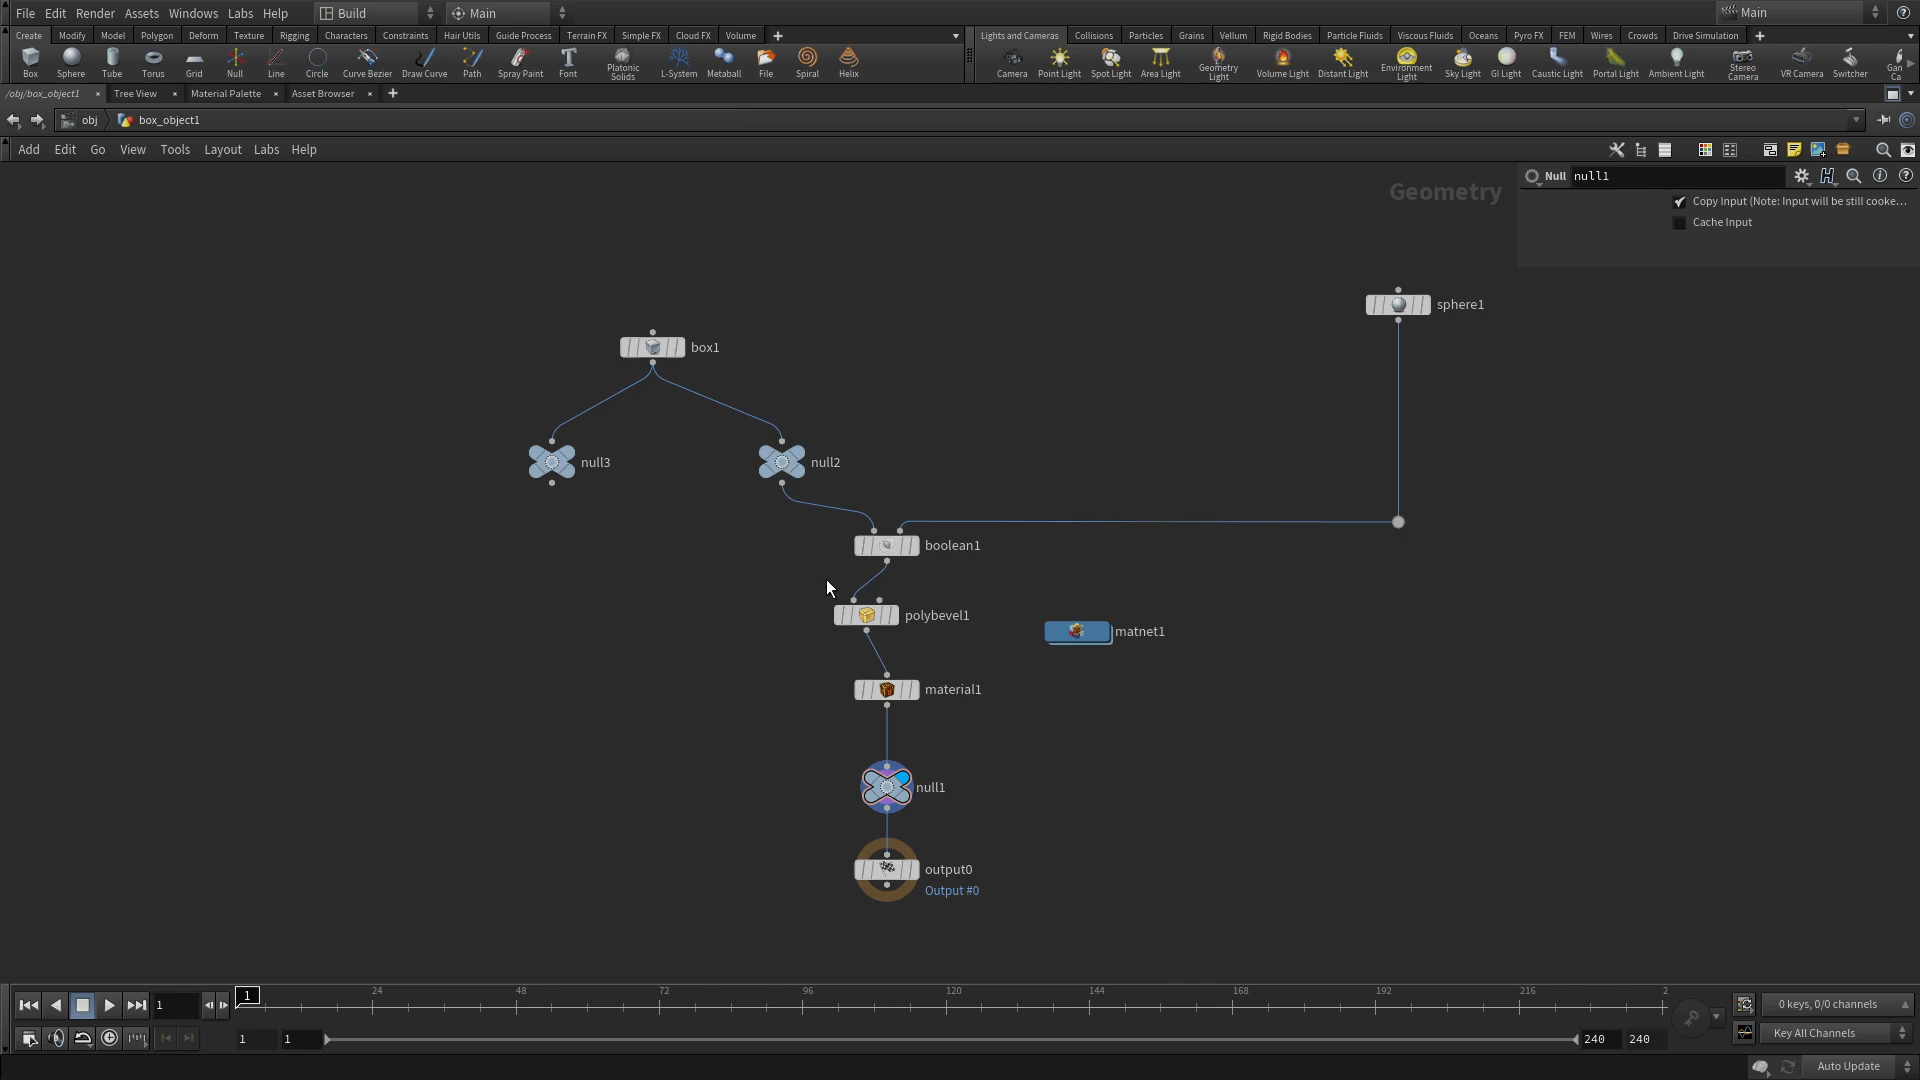 File Edit Render Assets Windows Labs Help Build Main Main
Create Modify Model Polygon Deform Texture Rigging Characters Constraints Hair Utils Guide Process Terrain FX Simple FX Cloud FX Volume
Lights and Cameras Collisions Particles Grains Vellum Rigid Bodies Particle Fluids Viscous Fluids Oceans Pyro FX FEM Wires Crowds Drive Simulation
Box Sphere Tube Torus Grid Null Line Circle Curve Bezier Draw Curve Path Spray Paint Font Platonic Solids L-System Metaball File Spiral Helix
Camera Point Light Spot Light Area Light Geometry Light Volume Light Distant Light Environment Light Sky Light GI Light Caustic Light Portal Light Ambient Light Stereo Camera VR Camera Switcher Gan Ca
/obj/box_object1 Tree View Material Palette Asset Browser
obj box_object1
Add Edit Go View Tools Layout Labs Help
Geometry
Null null1
Copy Input (Note: Input will be still cooke...
Cache Input
sphere1
box1
null3
null2
boolean1
polybevel1
matnet1
material1
null1
output0
Output #0
1 1 24 48 72 96 120 144 168 192 216 2
0 keys, 0/0 channels
1 1 240 240
Key All Channels
Auto Update